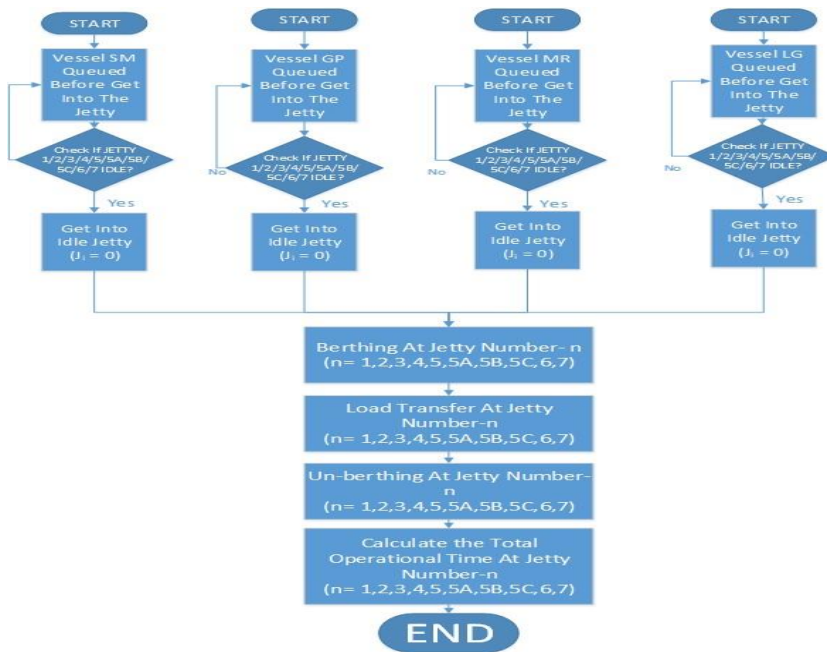 START
Vessel SM
Queued
Before Get
Into The
Jetty
Check If JETTY
1/2/3/4/5/5A/5B/
5C/6/7 IDLE?
Yes
Get Into
Idle Jetty
(Jᵢ = 0)
START
Vessel GP
Queued
Before Get
Into The
Jetty
Check If JETTY
1/2/3/4/5/5A/5B/
5C/6/7 IDLE?
No
Yes
Get Into
Idle Jetty
(Jᵢ = 0)
START
Vessel MR
Queued
Before Get
Into The
Jetty
Check If JETTY
1/2/3/4/5/5A/5B/
5C/6/7 IDLE?
No
Yes
Get Into
Idle Jetty
(Jᵢ = 0)
START
Vessel LG
Queued
Before Get
Into The
Jetty
Check If JETTY
1/2/3/4/5/5A/5B/
5C/6/7 IDLE?
No
Yes
Get Into
Idle Jetty
(Jᵢ = 0)
Berthing At Jetty Number- n
(n= 1,2,3,4,5,5A,5B,5C,6,7)
Load Transfer At Jetty
Number-n
(n= 1,2,3,4,5,5A,5B,5C,6,7)
Un-berthing At Jetty Number-
n
(n= 1,2,3,4,5,5A,5B,5C,6,7)
Calculate the Total
Operational Time At Jetty
Number-n
(n= 1,2,3,4,5,5A,5B,5C,6,7)
END